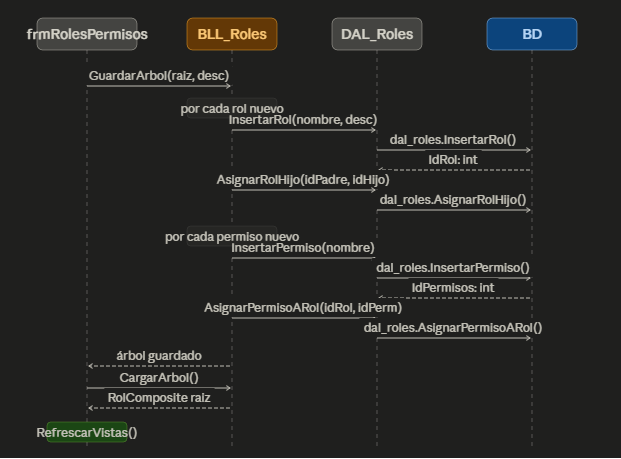 frmRolesPermisos
BLL_Roles
DAL_Roles
BD
GuardarArbol(raiz, desc)
por cada rol nuevo
InsertarRol(nombre, desc)
dal_roles.InsertarRol()
IdRol: int
AsignarRolHijo(idPadre, idHijo)
dal_roles.AsignarRolHijo()
por cada permiso nuevo
InsertarPermiso(nombre)
dal_roles.InsertarPermiso()
IdPermisos: int
AsignarPermisoARol(idRol, idPerm)
dal_roles.AsignarPermisoARol()
árbol guardado
CargarArbol()
RolComposite raiz
RefrescarVistas()